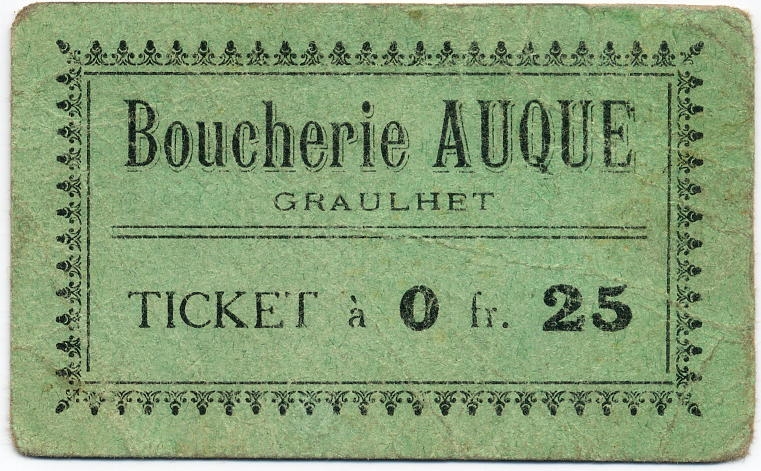 Boucherie AUQUE
GRAULHET
TICKET à 0 fr. 25